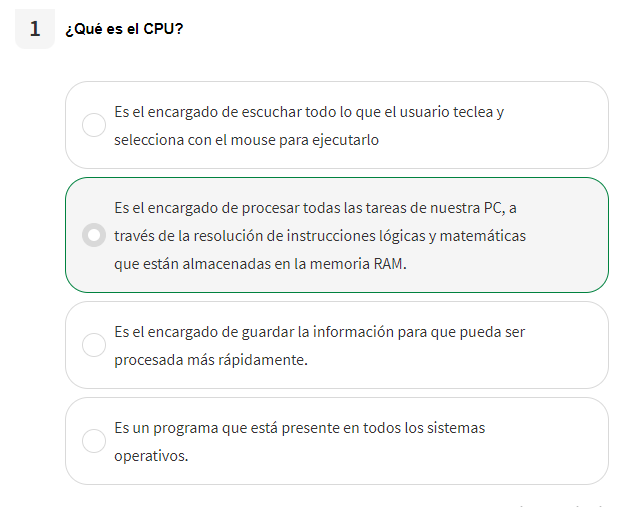 1 ¿Qué es el CPU?
Es el encargado de escuchar todo lo que el usuario teclea y
selecciona con el mouse para ejecutarlo
Es el encargado de procesar todas las tareas de nuestra PC, a
través de la resolución de instrucciones lógicas y matemáticas
que están almacenadas en la memoria RAM.
Es el encargado de guardar la información para que pueda ser
procesada más rápidamente.
Es un programa que está presente en todos los sistemas
operativos.